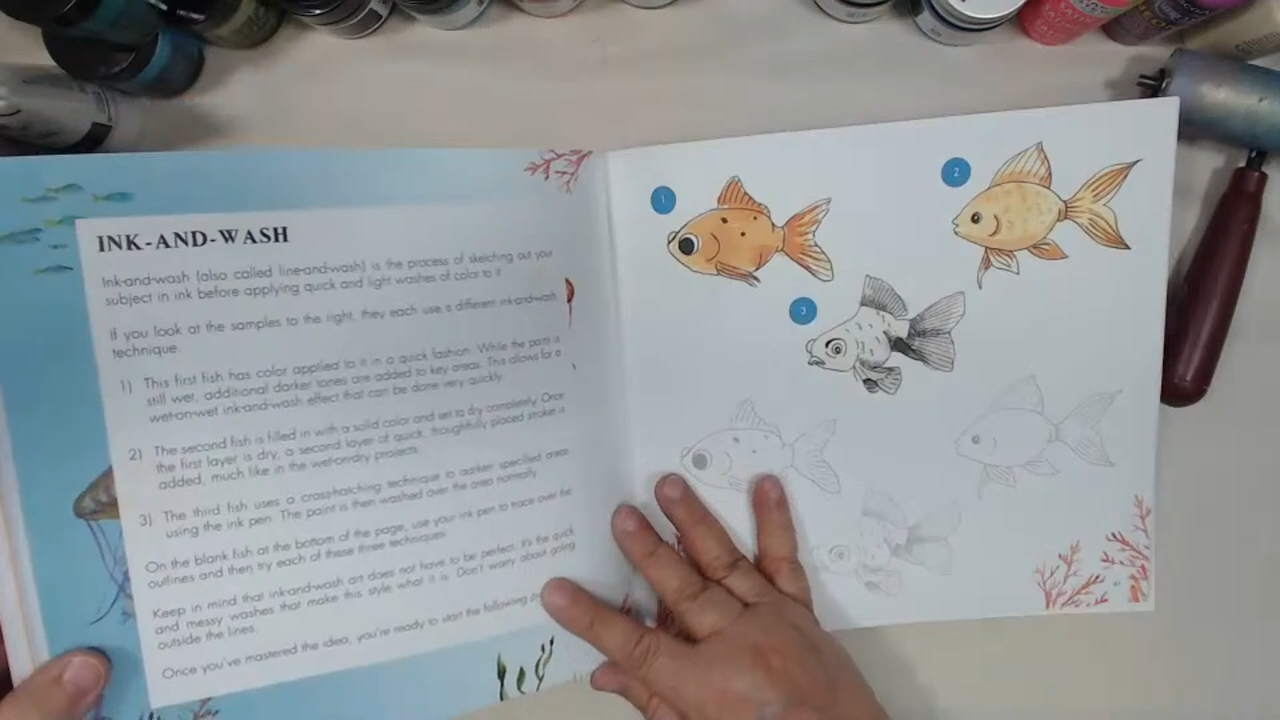 INK-AND-WASH
Ink-and-wash (also called line-and-wash) is the process of sketching out your
subject in ink before applying quick and light washes of color to it.
If you look at the samples to the right, they each use a different ink-and-wash
technique.
1) This first fish has color applied to it in a quick fashion. While the paint is
still wet, additional darker tones are added to key areas. This allows for a
wet-on-wet ink-and-wash effect that can be done very quickly.
2) The second fish is filled in with a solid color and set to dry completely. Once
the first layer is dry, a second layer of quick, thoughtfully placed strokes is
added, much like in the wet-on-dry projects.
3) The third fish uses a cross-hatching technique to darken specified areas
using the ink pen. The paint is then washed over the area normally.
On the blank fish at the bottom of the page, use your ink pen to trace over the
outlines and then try each of these three techniques.
Keep in mind that ink-and-wash art does not have to be perfect. It's the quick
and messy washes that make this style what it is. Don't worry about going
outside the lines.
Once you've mastered the idea, you're ready to start the following
1
2
3